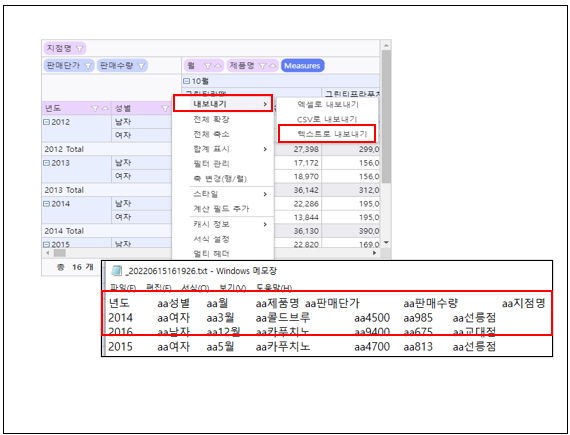 지점명
판매단가 판매수량 월 제품명 Measures
10월
그린티라떼 그린티프라푸치
년도 성별
2012 남자
여자
2012 Total 27,398 299,0
2013 남자 17,172 156,0
여자 18,970 156,0
2013 Total 36,142 312,0
2014 남자 22,286 195,0
여자 13,844 195,0
2014 Total 36,130 390,0
2015 남자 22,820 169,0
총 16 개
내보내기
전체 확장
전체 축소
합계 표시
필터 관리
축 변경(행/렬)
스타일
계산 필드 추가
캐시 정보
서식 설정
멀티 헤더
엑셀로 내보내기
CSV로 내보내기
텍스트로 내보내기
_20220615161926.txt - Windows 메모장
파일(F) 편집(E) 서식(O) 보기(V) 도움말(H)
년도 aa성별 aa월 aa제품명 aa판매단가 aa판매수량 aa지점명
2014 aa여자 aa3월 aa콜드브루 aa4500 aa985 aa선릉점
2016 aa남자 aa12월 aa카푸치노 aa9400 aa675 aa교대점
2015 aa여자 aa5월 aa카푸치노 aa4700 aa813 aa선릉점